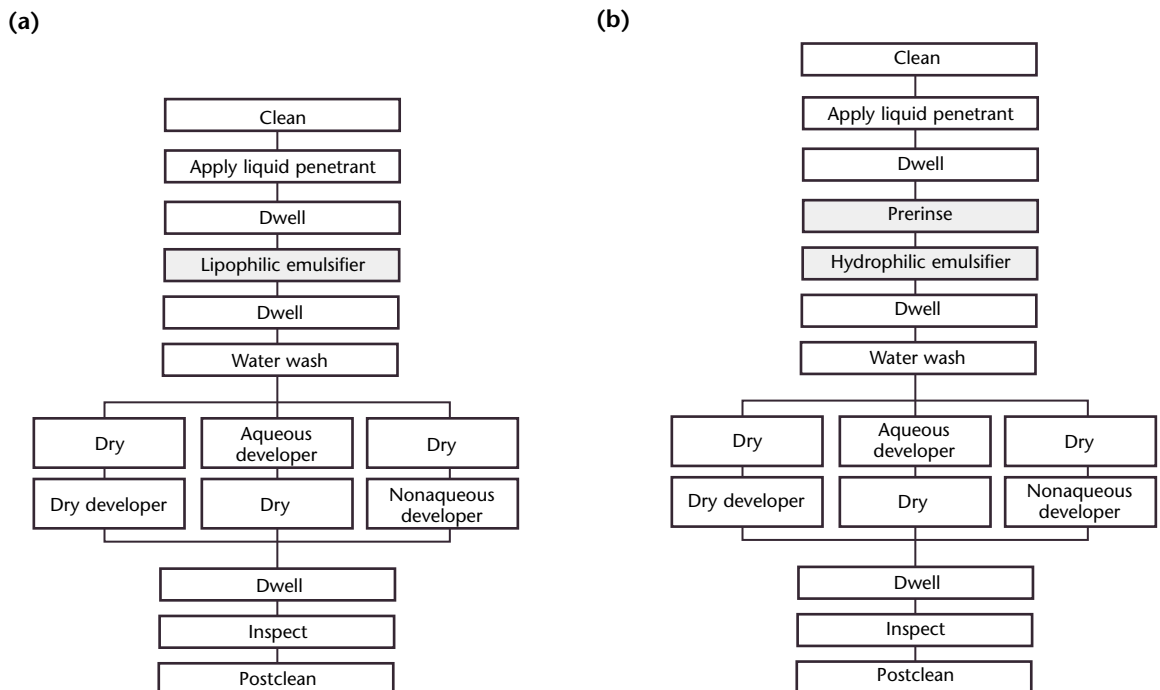 (a)
Clean
Apply liquid penetrant
Dwell
Lipophilic emulsifier
Dwell
Water wash
Dry
Aqueous
developer
Dry
Dry developer
Dry
Nonaqueous
developer
Dwell
Inspect
Postclean
(b)
Clean
Apply liquid penetrant
Dwell
Prerinse
Hydrophilic emulsifier
Dwell
Water wash
Dry
Aqueous
developer
Dry
Dry developer
Dry
Nonaqueous
developer
Dwell
Inspect
Postclean